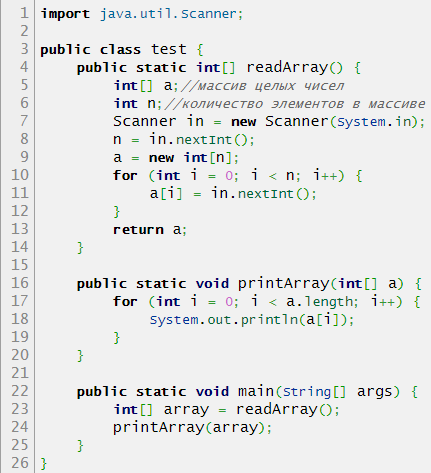 1 import java.util.Scanner;
2
3 public class test {
4     public static int[] readArray() {
5         int[] a;//массив целых чисел
6         int n;//количество элементов в массиве
7         Scanner in = new Scanner(System.in);
8         n = in.nextInt();
9         a = new int[n];
10         for (int i = 0; i < n; i++) {
11             a[i] = in.nextInt();
12         }
13         return a;
14     }
15
16     public static void printArray(int[] a) {
17         for (int i = 0; i < a.length; i++) {
18             System.out.println(a[i]);
19         }
20     }
21
22     public static void main(String[] args) {
23         int[] array = readArray();
24         printArray(array);
25     }
26 }